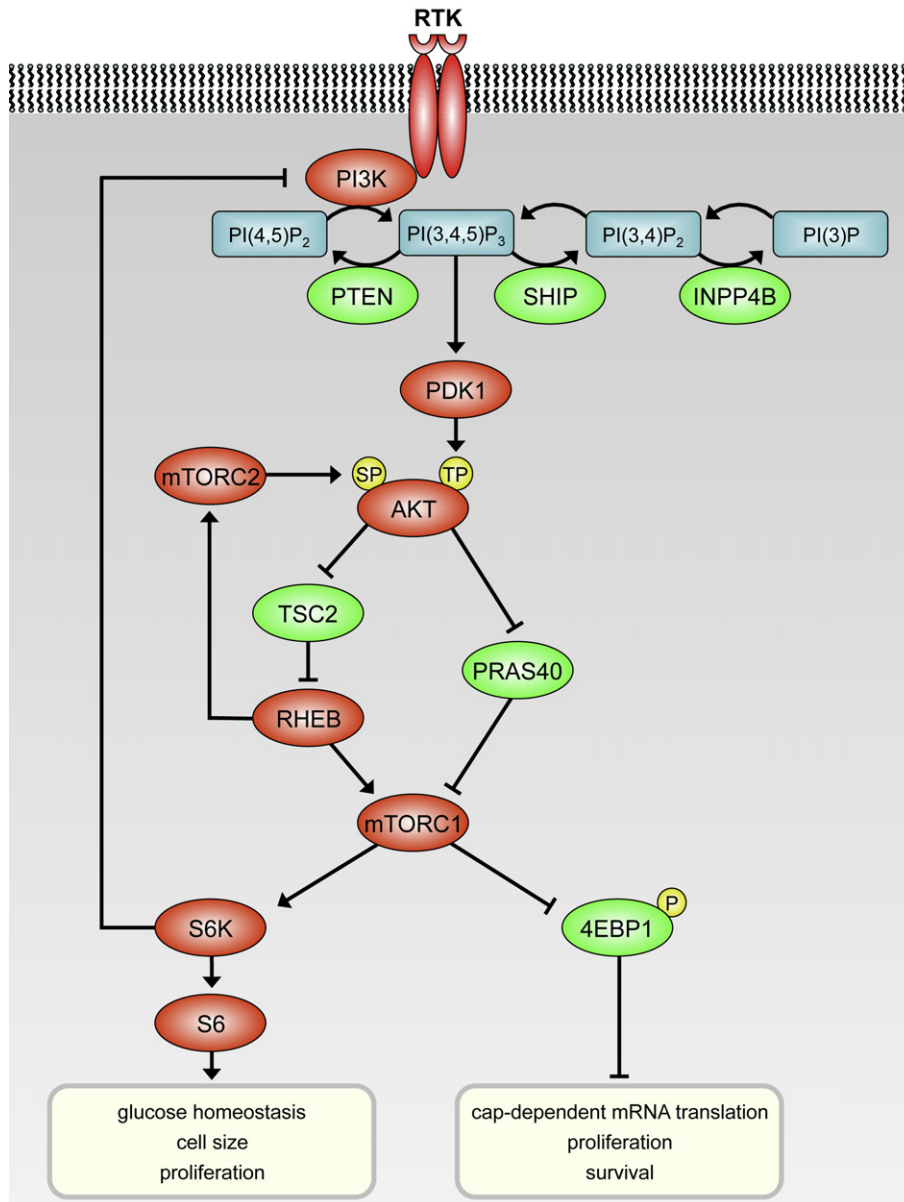 RTK
PI3K
PI(4,5)P₂
PI(3,4,5)P₃
PI(3,4)P₂
PI(3)P
PTEN
SHIP
INPP4B
PDK1
mTORC2
SP
TP
AKT
TSC2
PRAS40
RHEB
mTORC1
S6K
P
4EBP1
S6
glucose homeostasis
cell size
proliferation
cap-dependent mRNA translation
proliferation
survival